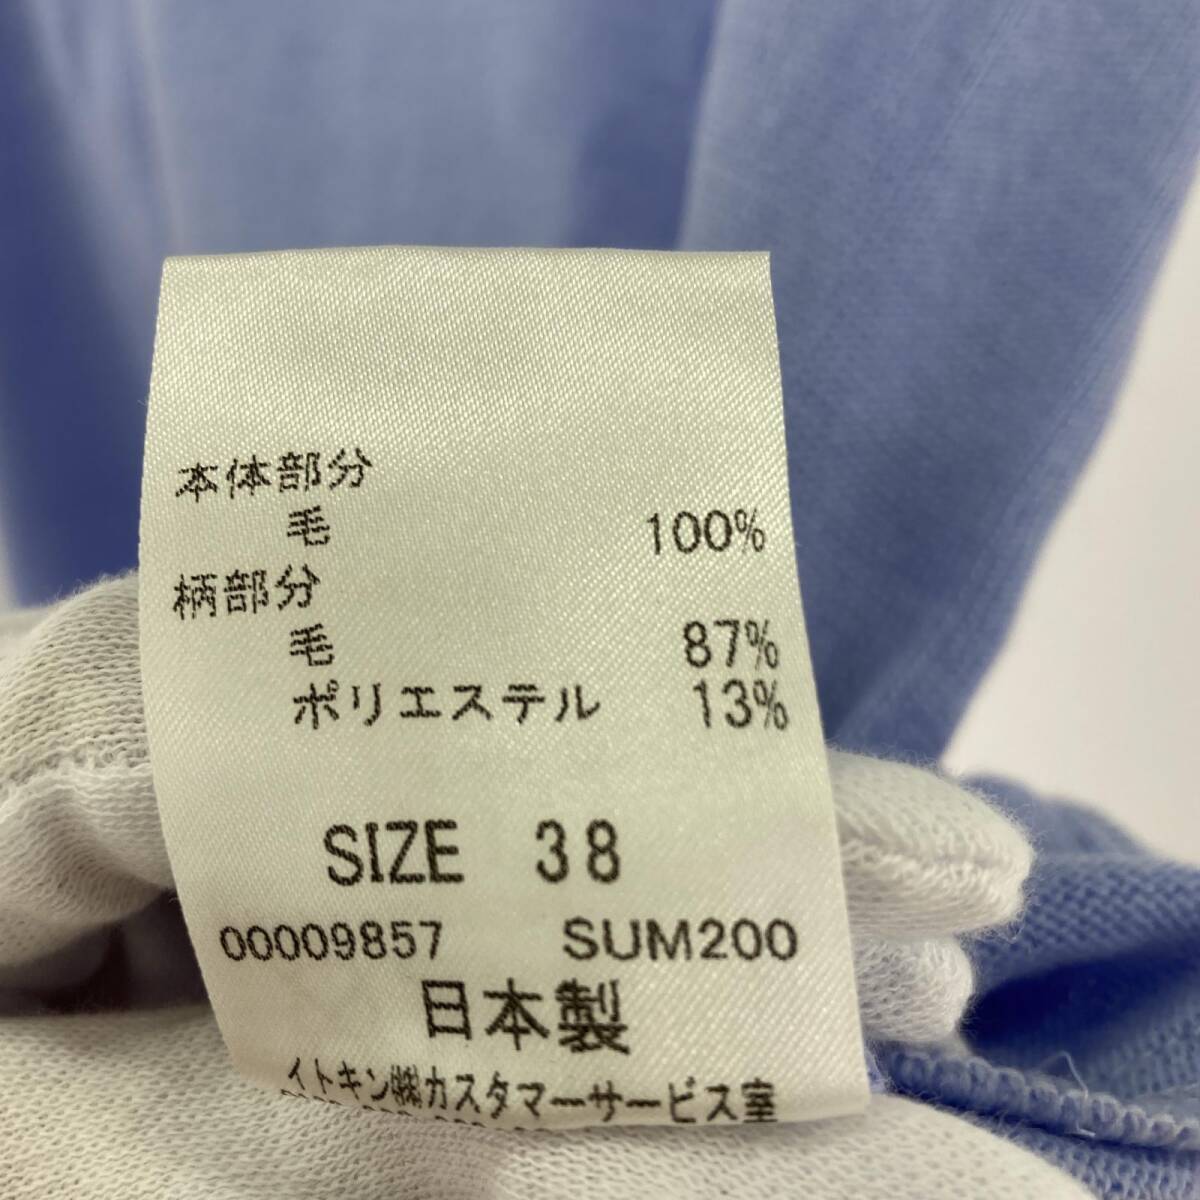 本体部分
毛 100%
柄部分
毛 87%
ポリエステル 13%
SIZE 38
00009857 SUM200
日本製
イトキン㈱カスタマーサービス室